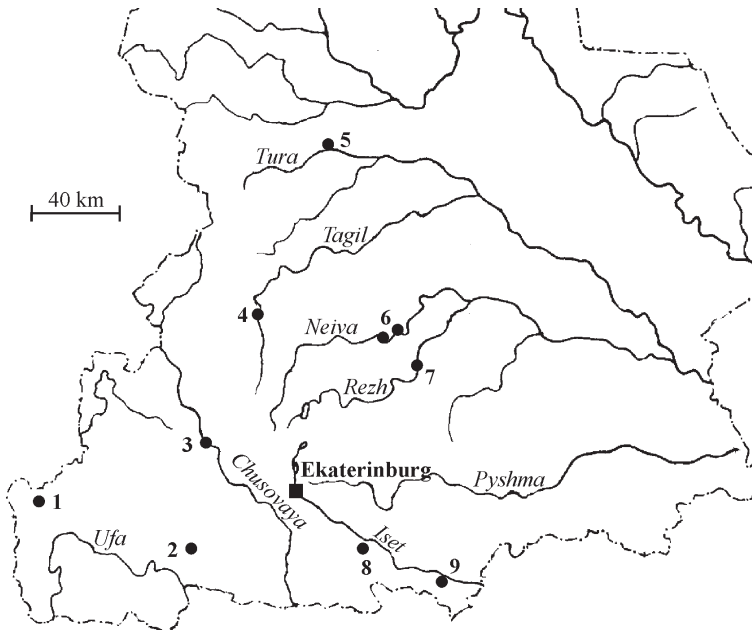 5
Tura
40 km
Tagil
4
6
Neiva
7
Rezh
3
Chusovaya
Ekaterinburg
Pyshma
1
Ufa
2
Iset
8
9